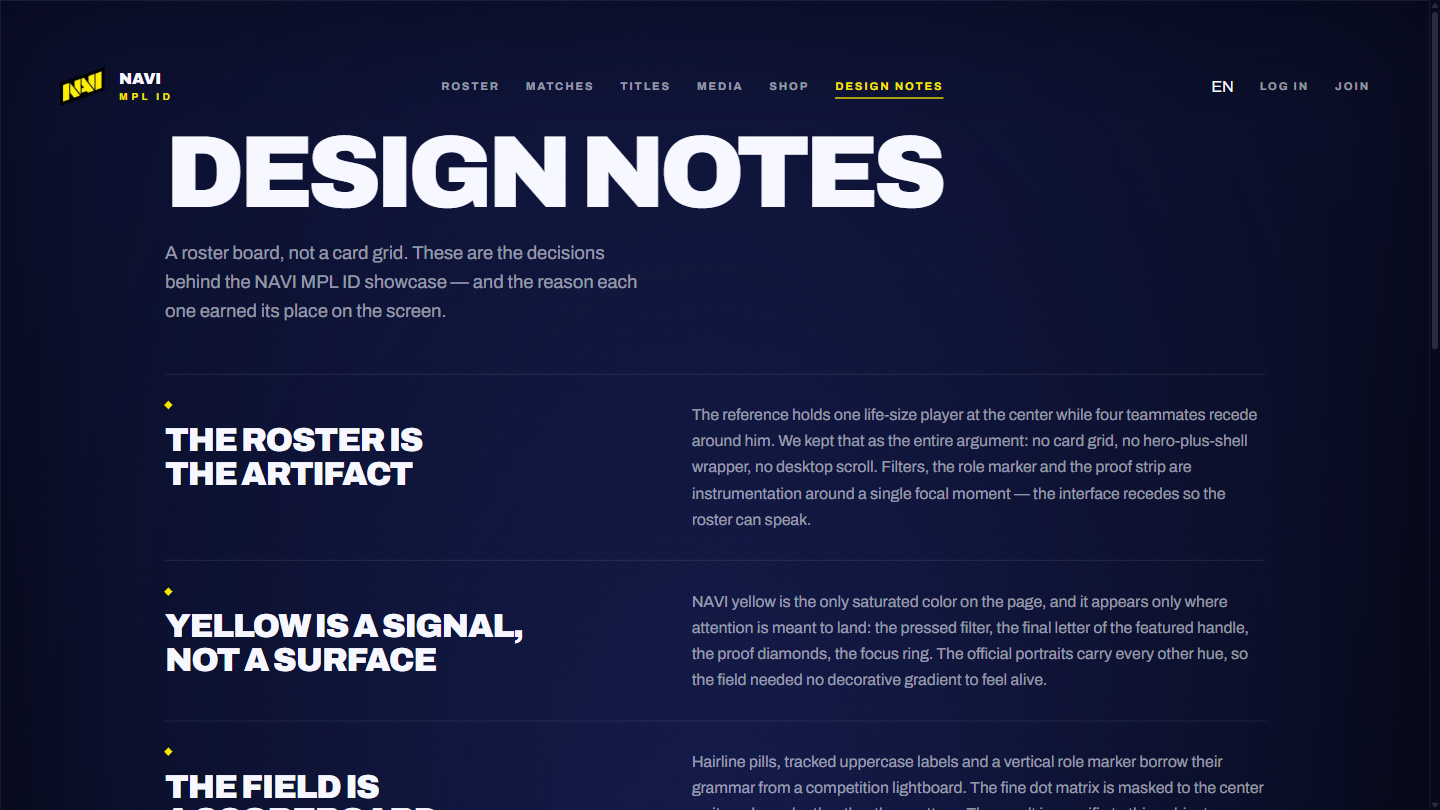 NAVI
NAVI
MPL ID
ROSTER
MATCHES
TITLES
MEDIA
SHOP
DESIGN NOTES
EN
LOG IN
JOIN
DESIGN NOTES
A roster board, not a card grid. These are the decisions
behind the NAVI MPL ID showcase — and the reason each
one earned its place on the screen.
THE ROSTER IS
THE ARTIFACT
The reference holds one life-size player at the center while four teammates recede
around him. We kept that as the entire argument: no card grid, no hero-plus-shell
wrapper, no desktop scroll. Filters, the role marker and the proof strip are
instrumentation around a single focal moment — the interface recedes so the
roster can speak.
YELLOW IS A SIGNAL,
NOT A SURFACE
NAVI yellow is the only saturated color on the page, and it appears only where
attention is meant to land: the pressed filter, the final letter of the featured handle,
the proof diamonds, the focus ring. The official portraits carry every other hue, so
the field needed no decorative gradient to feel alive.
THE FIELD IS
Hairline pills, tracked uppercase labels and a vertical role marker borrow their
grammar from a competition lightboard. The fine dot matrix is masked to the center